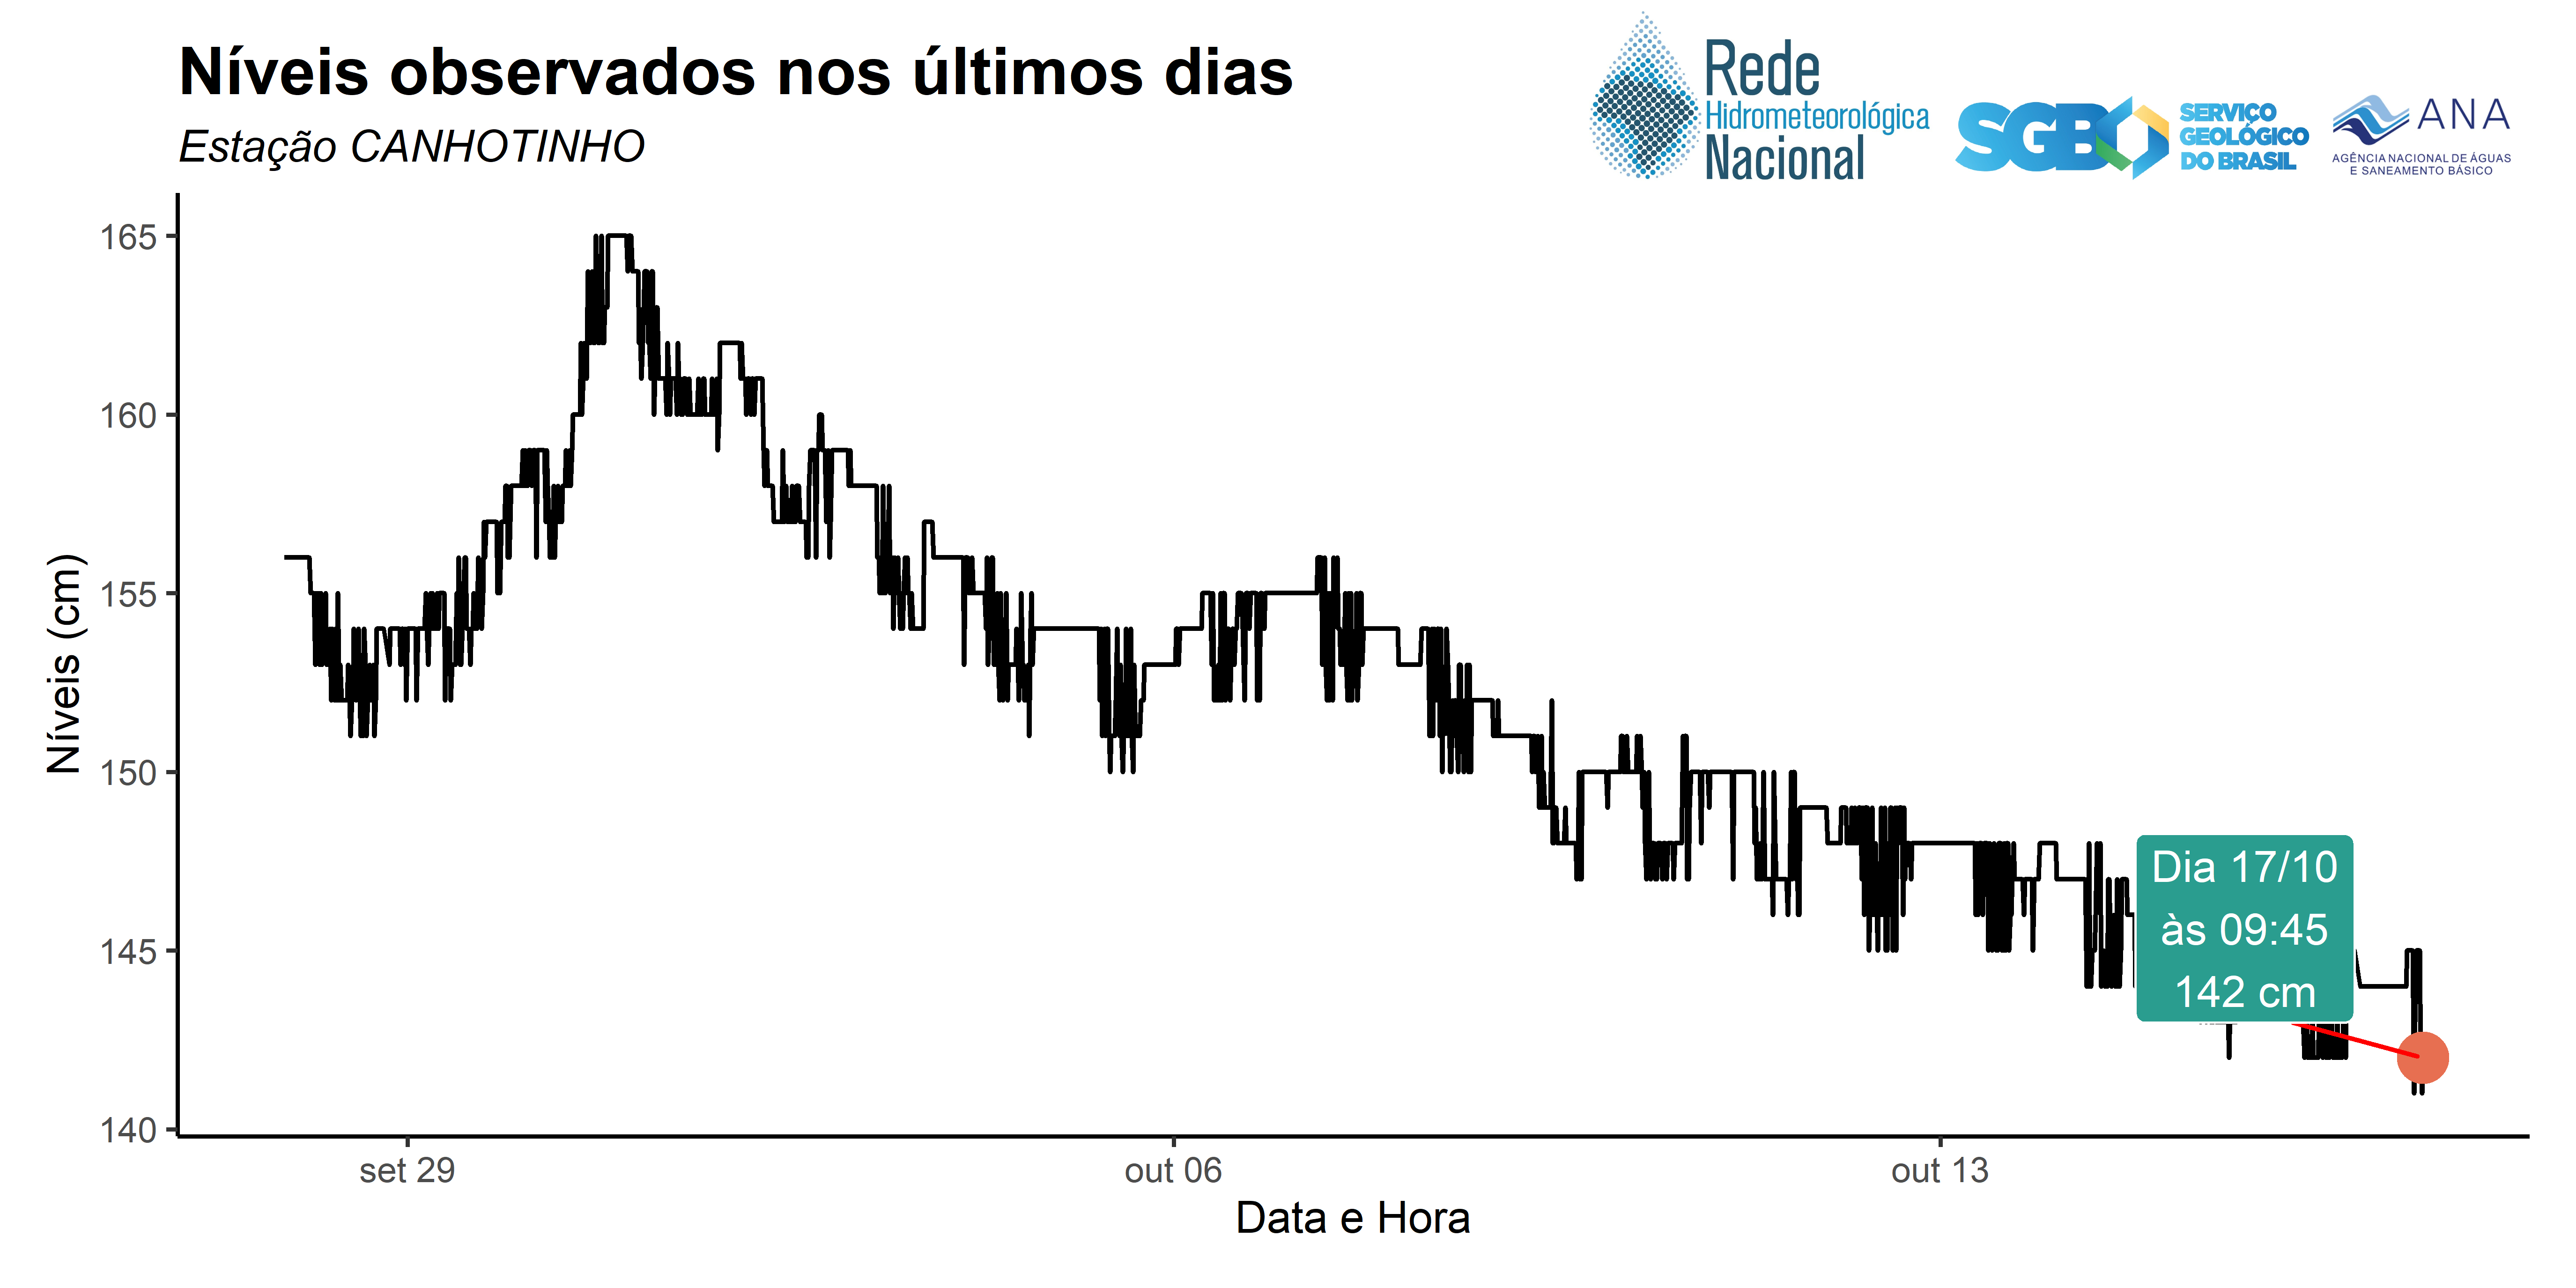 Níveis observados nos últimos dias
Estação CANHOTINHO
Rede
Hidrometeorológica
Nacional
SGB
SERVIÇO
GEOLÓGICO
DO BRASIL
ANA
AGÊNCIA NACIONAL DE ÁGUAS
E SANEAMENTO BÁSICO
Níveis (cm)
165
160
155
150
145
140
Dia 17/10
às 09:45
142 cm
set 29
out 06
out 13
Data e Hora